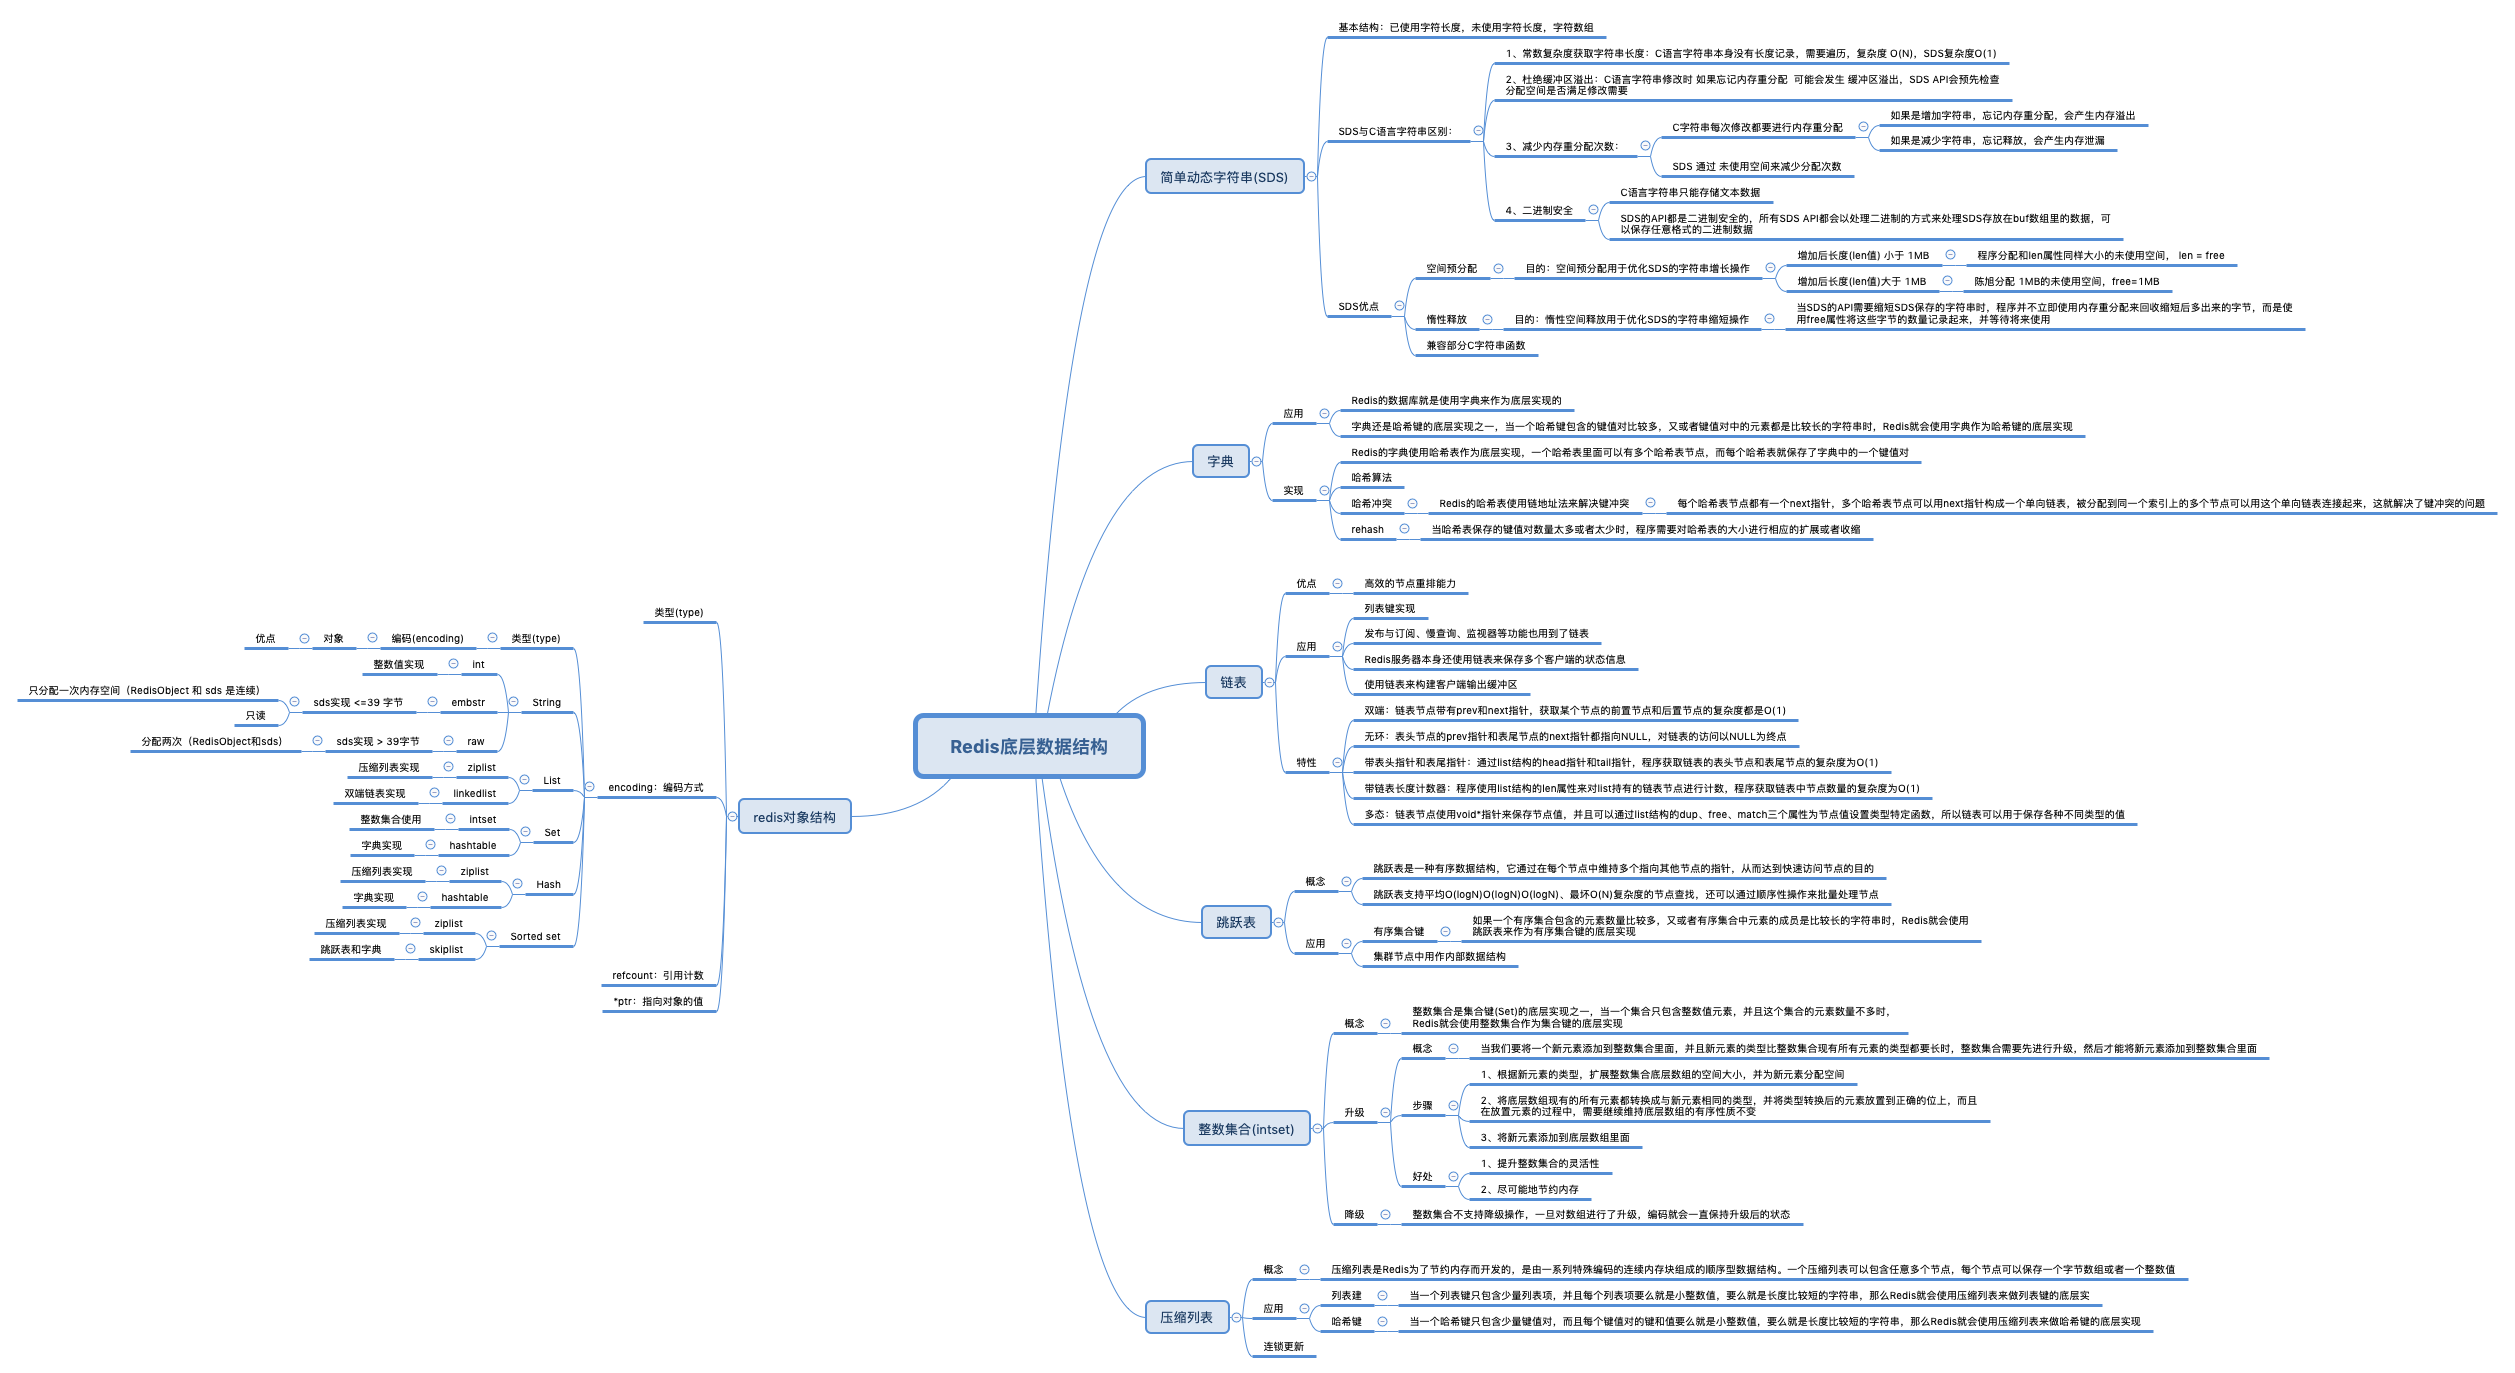 Redis底层数据结构
简单动态字符串(SDS)
基本结构：已使用字符长度，未使用字符长度，字符数组
SDS与C语言字符串区别：
1、常数复杂度获取字符串长度：C语言字符串本身没有长度记录，需要遍历，复杂度 O(N)，SDS复杂度O(1)
2、杜绝缓冲区溢出：C语言字符串修改时 如果忘记内存重分配 可能会发生 缓冲区溢出，SDS API会预先检查
分配空间是否满足修改需要
3、减少内存重分配次数：
C字符串每次修改都要进行内存重分配
如果是增加字符串，忘记内存重分配，会产生内存溢出
如果是减少字符串，忘记释放，会产生内存泄漏
SDS 通过 未使用空间来减少分配次数
4、二进制安全
C语言字符串只能存储文本数据
SDS的API都是二进制安全的，所有SDS API都会以处理二进制的方式来处理SDS存放在buf数组里的数据，可
以保存任意格式的二进制数据
SDS优点
空间预分配
目的：空间预分配用于优化SDS的字符串增长操作
增加后长度(len值) 小于 1MB
程序分配和len属性同样大小的未使用空间， len = free
增加后长度(len值)大于 1MB
陈旭分配 1MB的未使用空间，free=1MB
惰性释放
目的：惰性空间释放用于优化SDS的字符串缩短操作
当SDS的API需要缩短SDS保存的字符串时，程序并不立即使用内存重分配来回收缩短后多出来的字节，而是使
用free属性将这些字节的数量记录起来，并等待将来使用
兼容部分C字符串函数
字典
应用
Redis的数据库就是使用字典来作为底层实现的
字典还是哈希键的底层实现之一，当一个哈希键包含的键值对比较多，又或者键值对中的元素都是比较长的字符串时，Redis就会使用字典作为哈希键的底层实现
实现
Redis的字典使用哈希表作为底层实现，一个哈希表里面可以有多个哈希表节点，而每个哈希表就保存了字典中的一个键值对
哈希算法
哈希冲突
Redis的哈希表使用链地址法来解决键冲突
每个哈希表节点都有一个next指针，多个哈希表节点可以用next指针构成一个单向链表，被分配到同一个索引上的多个节点可以用这个单向链表连接起来，这就解决了键冲突的问题
rehash
当哈希表保存的键值对数量太多或者太少时，程序需要对哈希表的大小进行相应的扩展或者收缩
链表
优点
高效的节点重排能力
应用
列表键实现
发布与订阅、慢查询、监视器等功能也用到了链表
Redis服务器本身还使用链表来保存多个客户端的状态信息
使用链表来构建客户端输出缓冲区
特性
双端：链表节点带有prev和next指针，获取某个节点的前置节点和后置节点的复杂度都是O(1)
无环：表头节点的prev指针和表尾节点的next指针都指向NULL，对链表的访问以NULL为终点
带表头指针和表尾指针：通过list结构的head指针和tail指针，程序获取链表的表头节点和表尾节点的复杂度为O(1)
带链表长度计数器：程序使用list结构的len属性来对list持有的链表节点进行计数，程序获取链表中节点数量的复杂度为O(1)
多态：链表节点使用void*指针来保存节点值，并且可以通过list结构的dup、free、match三个属性为节点值设置类型特定函数，所以链表可以用于保存各种不同类型的值
跳跃表
概念
跳跃表是一种有序数据结构，它通过在每个节点中维持多个指向其他节点的指针，从而达到快速访问节点的目的
跳跃表支持平均O(logN)O(logN)O(logN)、最坏O(N)复杂度的节点查找，还可以通过顺序性操作来批量处理节点
应用
有序集合键
如果一个有序集合包含的元素数量比较多，又或者有序集合中元素的成员是比较长的字符串时，Redis就会使用
跳跃表来作为有序集合键的底层实现
集群节点中用作内部数据结构
整数集合(intset)
概念
整数集合是集合键(Set)的底层实现之一，当一个集合只包含整数值元素，并且这个集合的元素数量不多时，
Redis就会使用整数集合作为集合键的底层实现
升级
概念
当我们要将一个新元素添加到整数集合里面，并且新元素的类型比整数集合现有所有元素的类型都要长时，整数集合需要先进行升级，然后才能将新元素添加到整数集合里面
步骤
1、根据新元素的类型，扩展整数集合底层数组的空间大小，并为新元素分配空间
2、将底层数组现有的所有元素都转换成与新元素相同的类型，并将类型转换后的元素放置到正确的位上，而且
在放置元素的过程中，需要继续维持底层数组的有序性质不变
3、将新元素添加到底层数组里面
好处
1、提升整数集合的灵活性
2、尽可能地节约内存
降级
整数集合不支持降级操作，一旦对数组进行了升级，编码就会一直保持升级后的状态
压缩列表
概念
压缩列表是Redis为了节约内存而开发的，是由一系列特殊编码的连续内存块组成的顺序型数据结构。一个压缩列表可以包含任意多个节点，每个节点可以保存一个字节数组或者一个整数值
应用
列表建
当一个列表键只包含少量列表项，并且每个列表项要么就是小整数值，要么就是长度比较短的字符串，那么Redis就会使用压缩列表来做列表键的底层实
哈希键
当一个哈希键只包含少量键值对，而且每个键值对的键和值要么就是小整数值，要么就是长度比较短的字符串，那么Redis就会使用压缩列表来做哈希键的底层实现
连锁更新
redis对象结构
类型(type)
encoding：编码方式
类型(type)
编码(encoding)
对象
优点
String
int
整数值实现
embstr
sds实现 <=39 字节
只分配一次内存空间（RedisObject 和 sds 是连续）
只读
raw
sds实现 > 39字节
分配两次（RedisObject和sds）
List
ziplist
压缩列表实现
linkedlist
双端链表实现
Set
intset
整数集合使用
hashtable
字典实现
Hash
ziplist
压缩列表实现
hashtable
字典实现
Sorted set
ziplist
压缩列表实现
skiplist
跳跃表和字典
refcount：引用计数
*ptr：指向对象的值